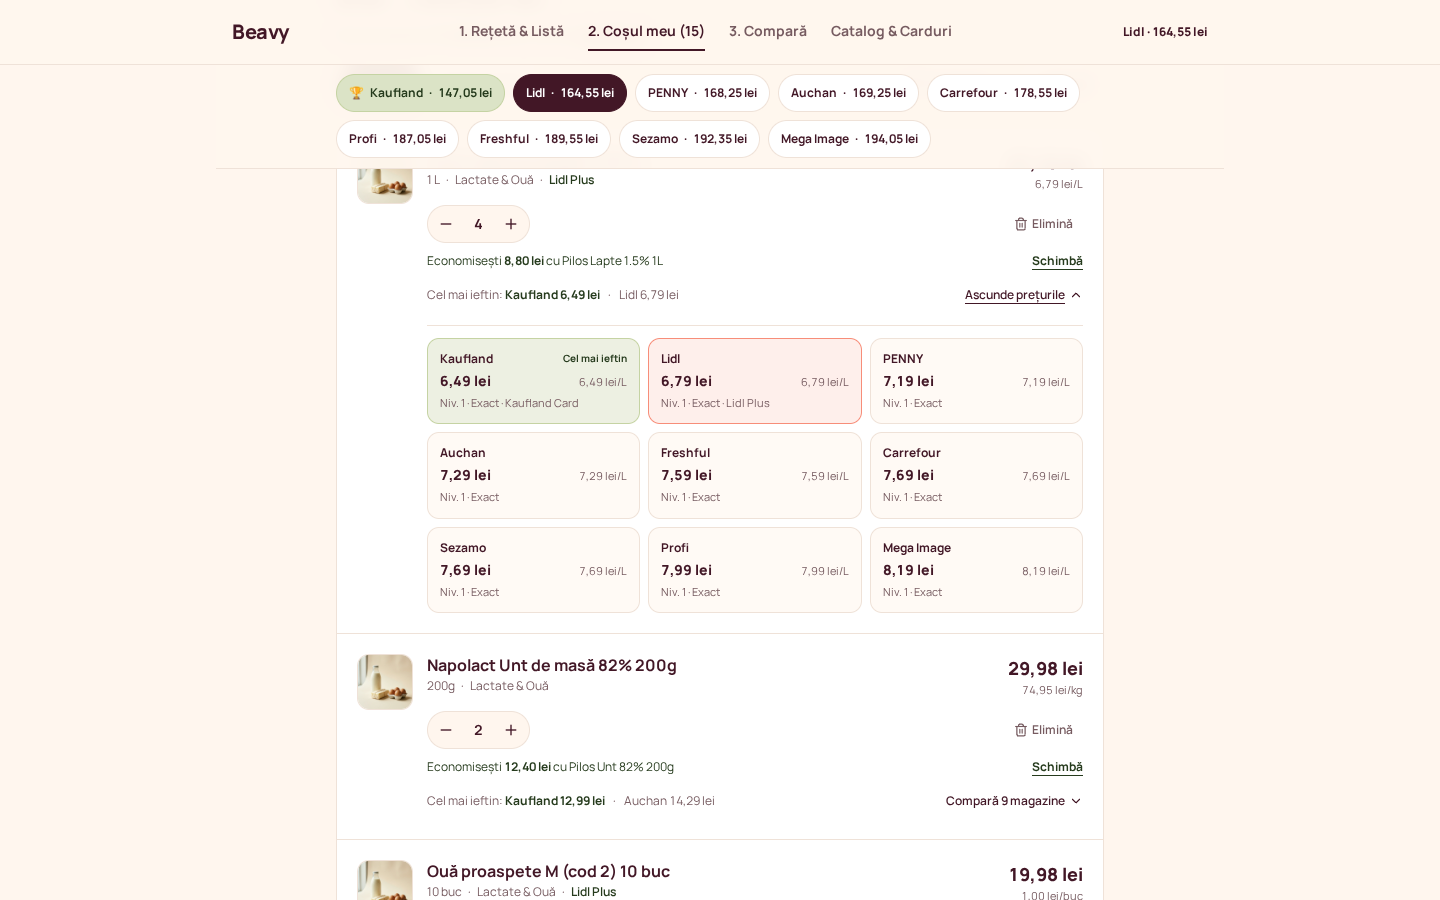 Beavy
1. Rețetă & Listă
2. Coșul meu (15)
3. Compară
Catalog & Carduri
Lidl · 164,55 lei
Kaufland · 147,05 lei
Lidl · 164,55 lei
PENNY · 168,25 lei
Auchan · 169,25 lei
Carrefour · 178,55 lei
Profi · 187,05 lei
Freshful · 189,55 lei
Sezamo · 192,35 lei
Mega Image · 194,05 lei
1 L · Lactate & Ouă · Lidl Plus
6,79 lei/L
− 4 +
Elimină
Economisești 8,80 lei cu Pilos Lapte 1.5% 1L
Schimbă
Cel mai ieftin: Kaufland 6,49 lei · Lidl 6,79 lei
Ascunde prețurile
Kaufland
Cel mai ieftin
6,49 lei
6,49 lei/L
Niv. 1 · Exact · Kaufland Card
Lidl
6,79 lei
6,79 lei/L
Niv. 1 · Exact · Lidl Plus
PENNY
7,19 lei
7,19 lei/L
Niv. 1 · Exact
Auchan
7,29 lei
7,29 lei/L
Niv. 1 · Exact
Freshful
7,59 lei
7,59 lei/L
Niv. 1 · Exact
Carrefour
7,69 lei
7,69 lei/L
Niv. 1 · Exact
Sezamo
7,69 lei
7,69 lei/L
Niv. 1 · Exact
Profi
7,99 lei
7,99 lei/L
Niv. 1 · Exact
Mega Image
8,19 lei
8,19 lei/L
Niv. 1 · Exact
Napolact Unt de masă 82% 200g
29,98 lei
200g · Lactate & Ouă
74,95 lei/kg
− 2 +
Elimină
Economisești 12,40 lei cu Pilos Unt 82% 200g
Schimbă
Cel mai ieftin: Kaufland 12,99 lei · Auchan 14,29 lei
Compară 9 magazine
Ouă proaspete M (cod 2) 10 buc
19,98 lei
10 buc · Lactate & Ouă · Lidl Plus
1,00 lei/buc